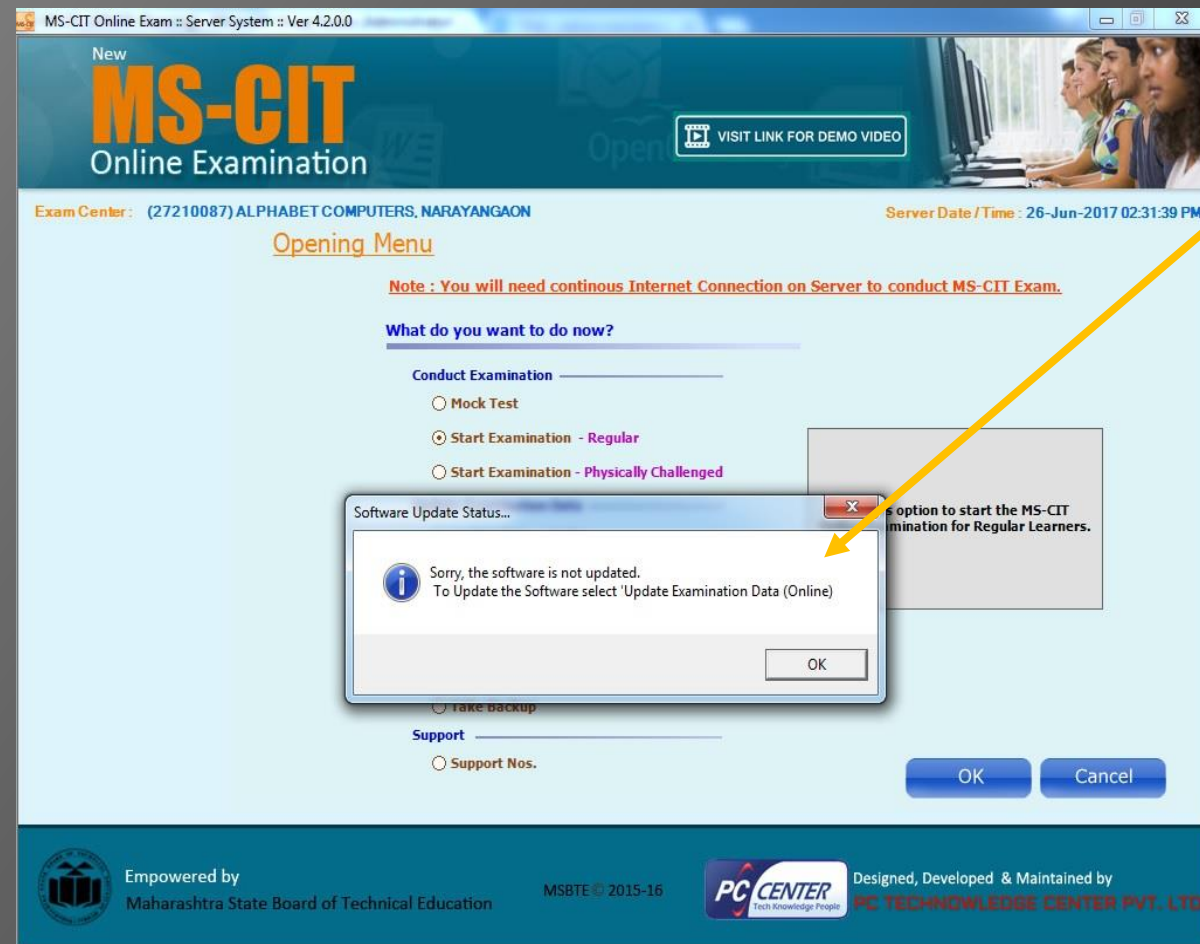 MS-CIT Online Exam :: Server System :: Ver 4.2.0.0
New
MS-CIT
Online Examination
VISIT LINK FOR DEMO VIDEO
Exam Center : (27210087) ALPHABET COMPUTERS, NARAYANGAON
Server Date / Time : 26-Jun-2017 02:31:39 PM
Opening Menu
Note : You will need continous Internet Connection on Server to conduct MS-CIT Exam.
What do you want to do now?
Conduct Examination
Mock Test
Start Examination - Regular
Start Examination - Physically Challenged
option to start the MS-CIT
for Regular Learners.
Software Update Status...
Sorry, the software is not updated.
To Update the Software select 'Update Examination Data (Online)
OK
Take Backup
Support
Support Nos.
OK
Cancel
Empowered by
Maharashtra State Board of Technical Education
MSBTE © 2015-16
PC CENTER
Tech Knowledge People
Designed, Developed & Maintained by
PC TECHNOWLEDGE CENTER PVT. LTD